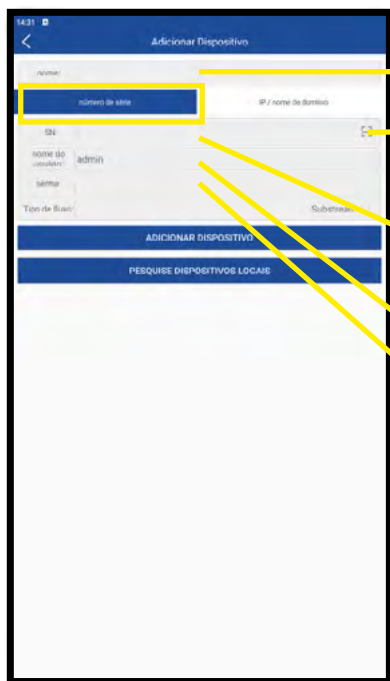 14:31
Adicionar Dispositivo
nome:
número de série
IP / nome de domínio
SN:
nome do
usuário:
admin
senha:
Tipo de fluxo:
Substream
ADICIONAR DISPOSITIVO
PESQUISE DISPOSITIVOS LOCAIS